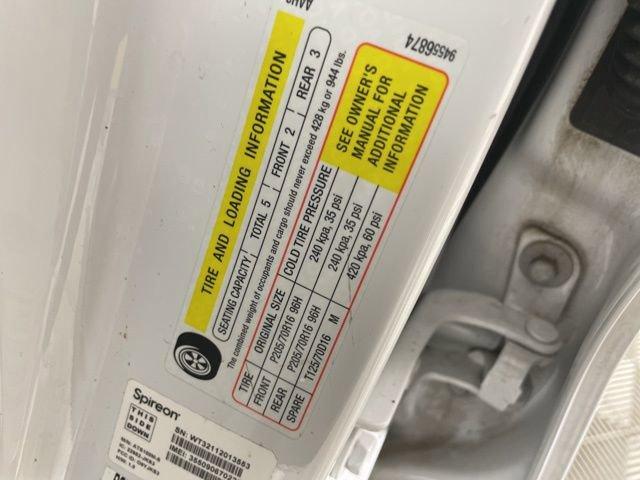 TIRE AND LOADING INFORMATION
SEATING CAPACITY TOTAL 5 FRONT 2 REAR 3
The combined weight of occupants and cargo should never exceed 428 kg or 944 lbs.
TIRE ORIGINAL SIZE COLD TIRE PRESSURE
FRONT P205/70R16 96H 240 kpa, 35 psi
REAR P205/70R16 96H 240 kpa, 35 psi
SPARE T125/70D16 M 420 kpa, 60 psi
SEE OWNER'S
MANUAL FOR
ADDITIONAL
INFORMATION
94556874
Spireon
THIS
SIDE
DOWN
SN: WT32112013583